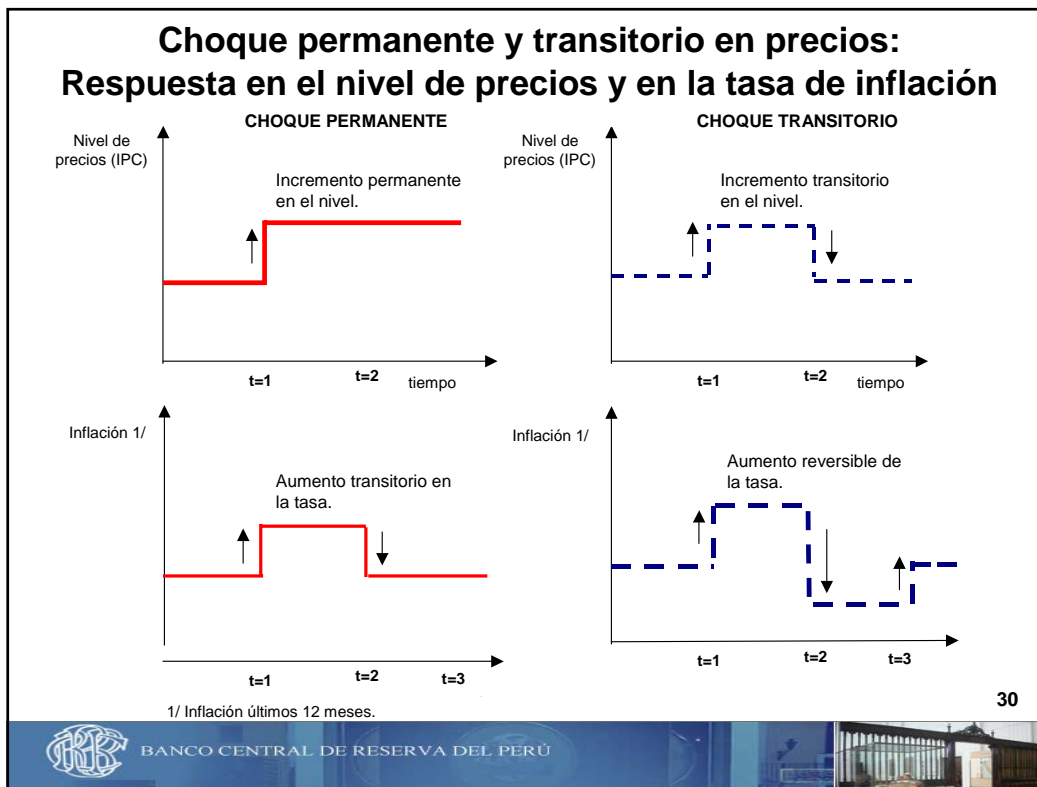 Choque permanente y transitorio en precios:
Respuesta en el nivel de precios y en la tasa de inflación
CHOQUE PERMANENTE
Nivel de
precios (IPC)
Incremento permanente
en el nivel.
t=1
t=2
tiempo
CHOQUE TRANSITORIO
Nivel de
precios (IPC)
Incremento transitorio
en el nivel.
t=1
t=2
tiempo
Inflación 1/
Aumento transitorio en
la tasa.
t=1
t=2
t=3
Inflación 1/
Aumento reversible de
la tasa.
t=1
t=2
t=3
1/ Inflación últimos 12 meses.
30
BANCO CENTRAL DE RESERVA DEL PERÚ